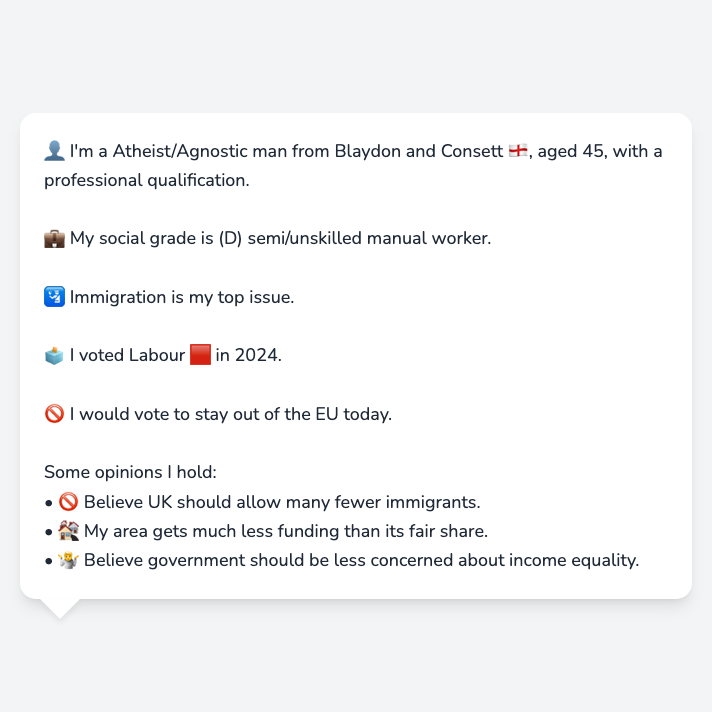 👤 I'm a Atheist/Agnostic man from Blaydon and Consett 🏴󠁧󠁢󠁥󠁮󠁧󠁿, aged 45, with a
professional qualification.
💼 My social grade is (D) semi/unskilled manual worker.
🛂 Immigration is my top issue.
🗳️ I voted Labour 🟥 in 2024.
🚫 I would vote to stay out of the EU today.
Some opinions I hold:
• 🚫 Believe UK should allow many fewer immigrants.
• 🏚️ My area gets much less funding than its fair share.
• 🤷 Believe government should be less concerned about income equality.